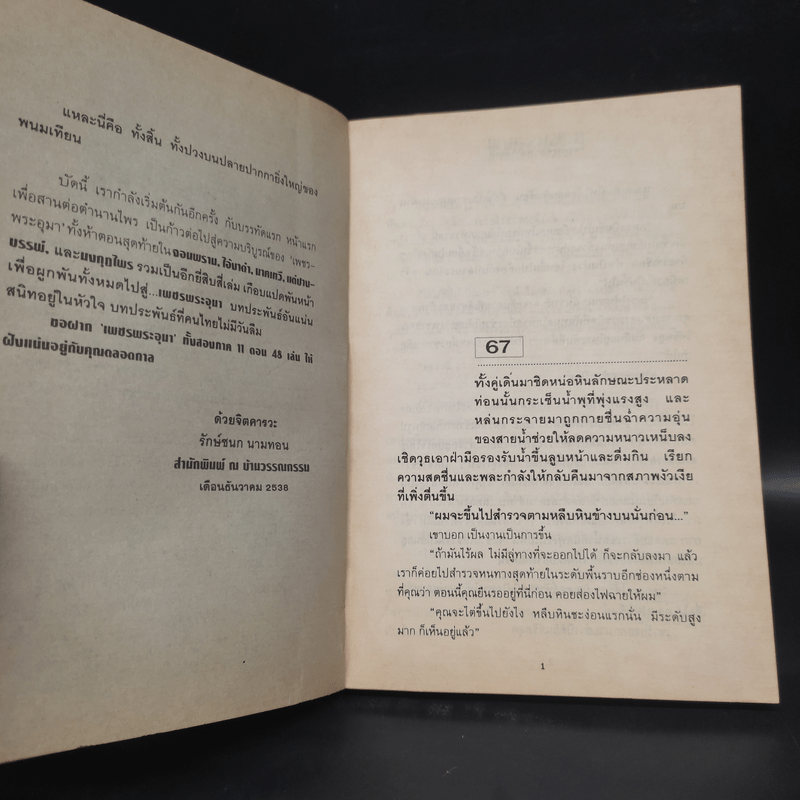 แหละนี่คือ ทั้งสิ้น ทั้งปวงบนปลายปากกายิ่งใหญ่ของ
พนมเทียน
บัดนี้ เรากำลังเริ่มต้นกันอีกครั้ง กับบรรทัดแรก หน้าแรก
เพื่อสานต่อตำนานไพร เป็นก้าวต่อไปสู่ความบริบูรณ์ของ 'เพชร-
พระอุมา' ทั้งห้าตอนสุดท้ายใน จอมพราน, ไอ้งาดำ, นาคเทวี, แต่ปาง-
บรรพ์, และมงกุฎไพร รวมเป็นอีกยี่สิบสี่เล่ม เกือบแปดพันหน้า
เพื่อผูกพันทั้งหมดไปสู่...เพชรพระอุมา บทประพันธ์อันแน่น
สนิทอยู่ในหัวใจ บทประพันธ์ที่คนไทยไม่มีวันลืม
ขอฝาก 'เพชรพระอุมา' ทั้งสองภาค 11 ตอน 48 เล่ม ให้
ฝังแน่นอยู่กับคุณตลอดกาล
ด้วยจิตคารวะ
รักษ์ชนก นามทอน
สำนักพิมพ์ ณ บ้านวรรณกรรม
เดือนธันวาคม 2538
67
ทั้งคู่เดินมาชิดหน่อหินลักษณะประหลาด
ท่อนนั้นกระเซ็นน้ำพุที่พุ่งแรงสูง และ
หล่นกระจายมาถูกกายชื่นฉ่ำความอุ่น
ของสายน้ำช่วยให้ลดความหนาวเหน็บลง
เชิดวุธเอาฝ่ามือรองรับน้ำขึ้นลูบหน้าและดื่มกิน เรียก
ความสดชื่นและพละกำลังให้กลับคืนมาจากสภาพงัวเงีย
ที่เพิ่งตื่นขึ้น
"ผมจะขึ้นไปสำรวจตามหลืบหินข้างบนนั่นก่อน..."
เขาบอก เป็นงานเป็นการขึ้น
"ถ้ามันไร้ผล ไม่มีลู่ทางที่จะออกไปได้ ก็จะกลับลงมา แล้ว
เราก็ค่อยไปสำรวจหนทางสุดท้ายในระดับพื้นราบอีกช่องหนึ่งตาม
ที่คุณว่า ตอนนี้คุณยืนรออยู่ที่นี่ก่อน คอยส่องไฟฉายให้ผม"
"คุณจะไต่ขึ้นไปยังไง หลืบหินชะง่อนแรกนั่น มีระดับสูง
มาก ก็เห็นอยู่แล้ว"
1